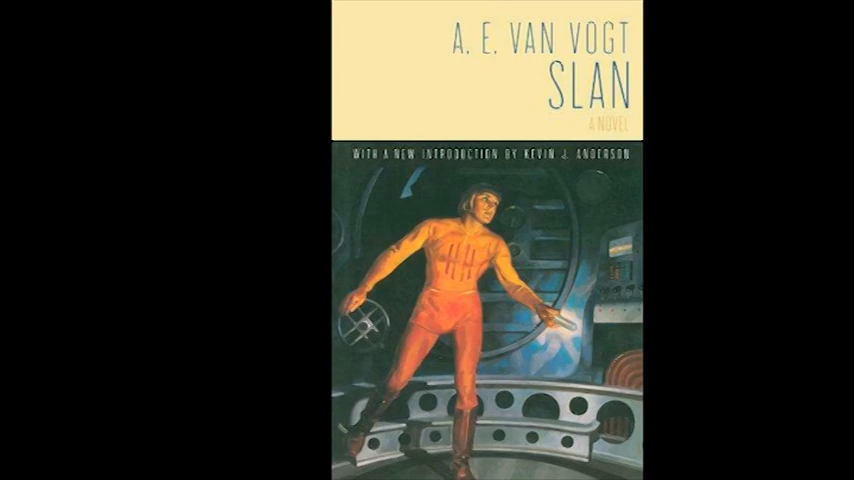 A. E. VAN VOGT
SLAN
A NOVEL
WITH A NEW INTRODUCTION BY KEVIN J. ANDERSON